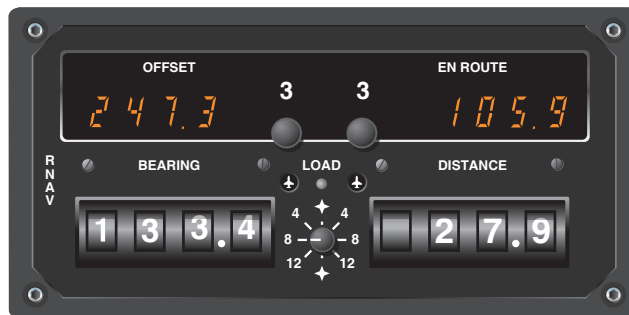 OFFSET EN ROUTE
3 3
247.3 105.9
RNAV
BEARING LOAD DISTANCE
4 4
133.4 8 8 27.9
12 12